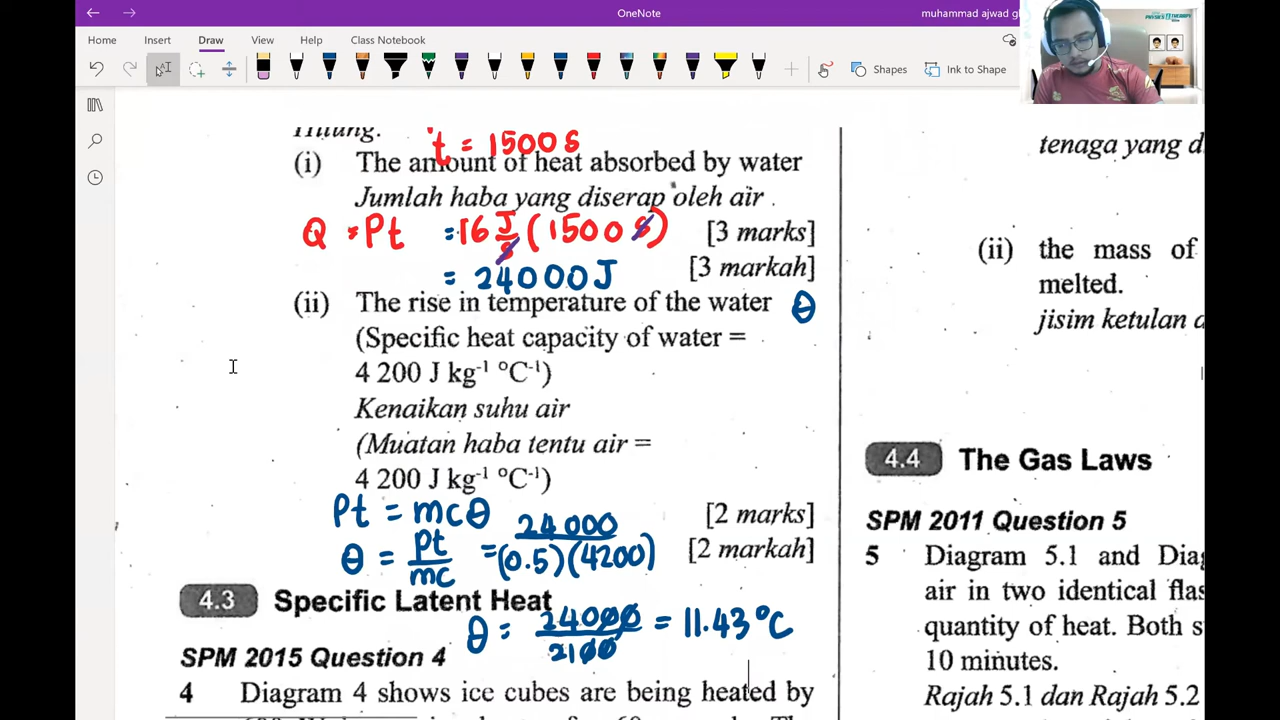 OneNote
muhammad ajwad
Home Insert Draw View Help Class Notebook
Shapes Ink to Shape
PHYSICS THERAPY
Hitung.
t = 1500 s
(i) The amount of heat absorbed by water
Jumlah haba yang diserap oleh air.
Q = Pt = 16 J/s (1500 s) [3 marks]
= 24000 J [3 markah]
(ii) The rise in temperature of the water θ
(Specific heat capacity of water =
4 200 J kg⁻¹ °C⁻¹)
Kenaikan suhu air
(Muatan haba tentu air =
4 200 J kg⁻¹ °C⁻¹)
Pt = mcθ [2 marks]
θ = Pt/mc = 24000/(0.5)(4200) [2 markah]
4.3 Specific Latent Heat
θ = 24000/2100 = 11.43 °C
SPM 2015 Question 4
4 Diagram 4 shows ice cubes are being heated by
tenaga yang d
(ii) the mass of
melted.
jisim ketulan a
4.4 The Gas Laws
SPM 2011 Question 5
5 Diagram 5.1 and Diag
air in two identical flas
quantity of heat. Both s
10 minutes.
Rajah 5.1 dan Rajah 5.2